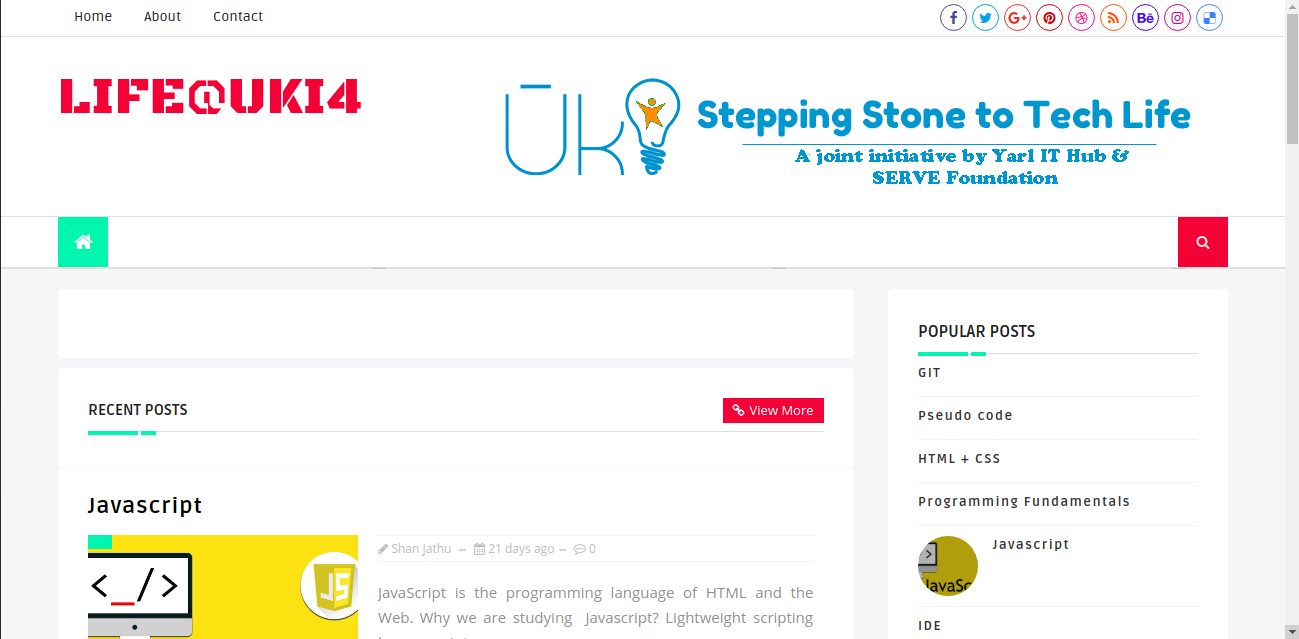 Home About Contact
LIFE@UKI4
ŪKI
Stepping Stone to Tech Life
A joint initiative by Yarl IT Hub &
SERVE Foundation
RECENT POSTS
View More
Javascript
</>
JS
Shan Jathu – 21 days ago – 0
JavaScript is the programming language of HTML and the
Web. Why we are studying Javascript? Lightweight scripting
POPULAR POSTS
GIT
Pseudo code
HTML + CSS
Programming Fundamentals
JavaSc
Javascript
IDE